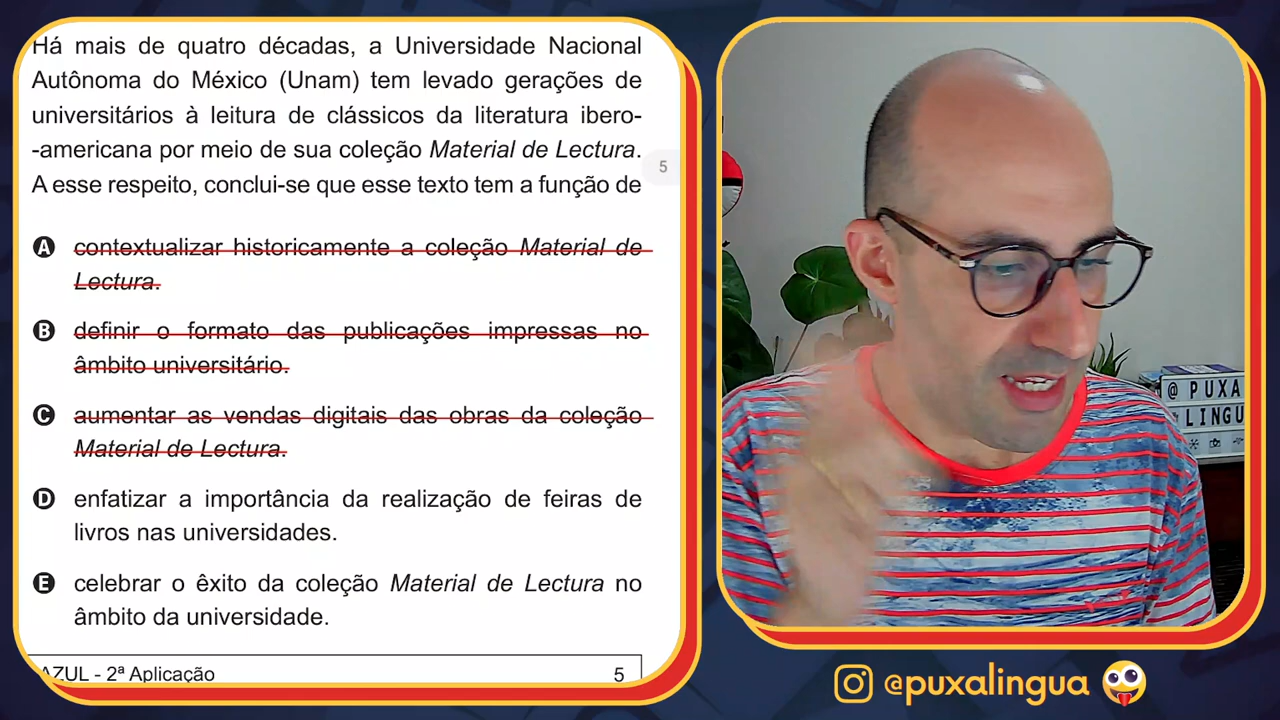 Há mais de quatro décadas, a Universidade Nacional
Autônoma do México (Unam) tem levado gerações de
universitários à leitura de clássicos da literatura ibero-
-americana por meio de sua coleção Material de Lectura.
A esse respeito, conclui-se que esse texto tem a função de
5
A contextualizar historicamente a coleção Material de
Lectura.
B definir o formato das publicações impressas no
âmbito universitário.
C aumentar as vendas digitais das obras da coleção
Material de Lectura.
D enfatizar a importância da realização de feiras de
livros nas universidades.
E celebrar o êxito da coleção Material de Lectura no
âmbito da universidade.
AZUL - 2ª Aplicação 5
@ PUXA
LINGU
@puxalingua